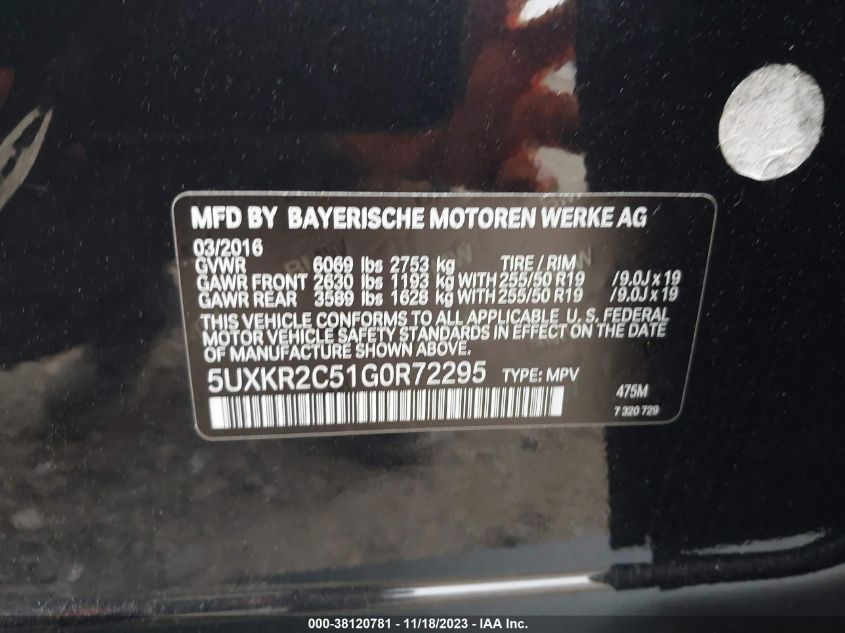 MFD BY BAYERISCHE MOTOREN WERKE AG
03/2016
GVWR 6069 lbs 2753 kg TIRE / RIM
GAWR FRONT 2630 lbs 1193 kg WITH 255/50 R19 /9.0J x 19
GAWR REAR 3589 lbs 1628 kg WITH 255/50 R19 /9.0J x 19
THIS VEHICLE CONFORMS TO ALL APPLICABLE U.S. FEDERAL
MOTOR VEHICLE SAFETY STANDARDS IN EFFECT ON THE DATE
OF MANUFACTURE SHOWN ABOVE.
5UXKR2C51G0R72295 TYPE: MPV
475M
7 320 729
000-38120781 - 11/18/2023 - IAA Inc.